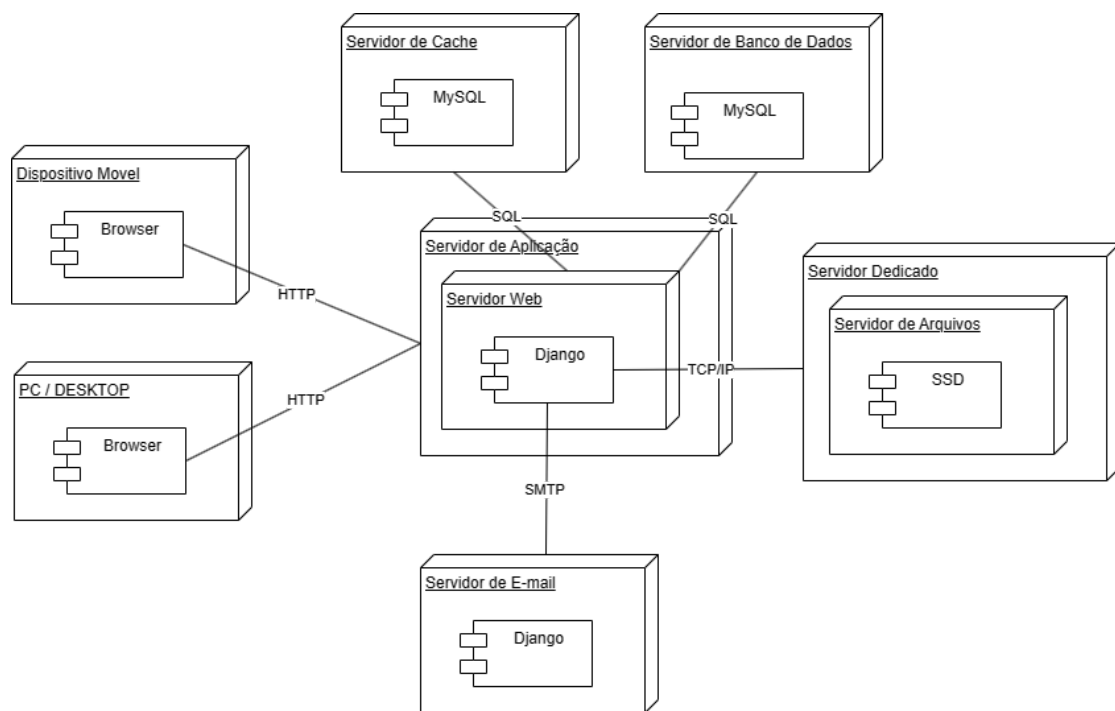 Servidor de Cache
MySQL
Servidor de Banco de Dados
MySQL
Dispositivo Movel
Browser
SQL
SQL
Servidor de Aplicação
Servidor Web
Django
HTTP
Servidor Dedicado
Servidor de Arquivos
SSD
TCP/IP
PC / DESKTOP
Browser
HTTP
SMTP
Servidor de E-mail
Django